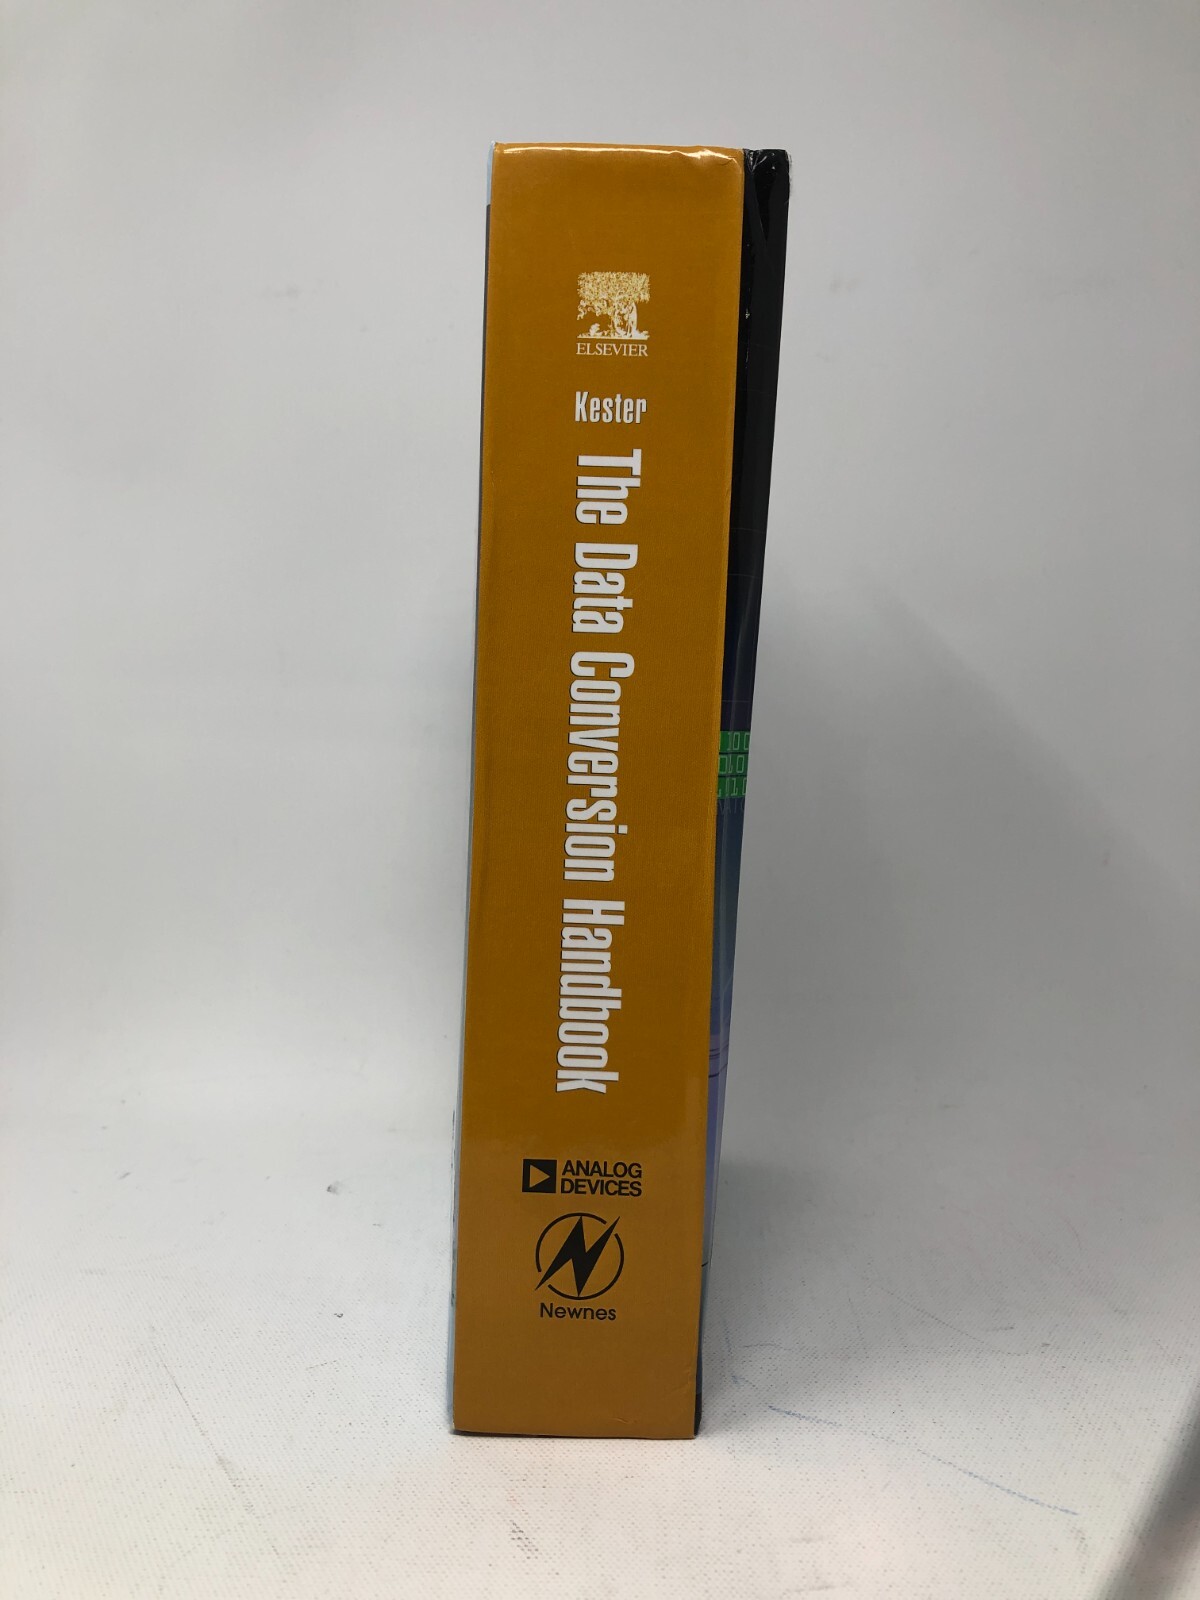 ELSEVIER
Kester
The Data Conversion Handbook
ANALOG
DEVICES
Newnes